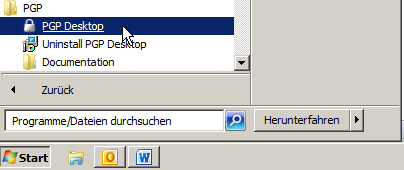 PGP
PGP Desktop
Uninstall PGP Desktop
Documentation
Zurück
Programme/Dateien durchsuchen
Herunterfahren
Start